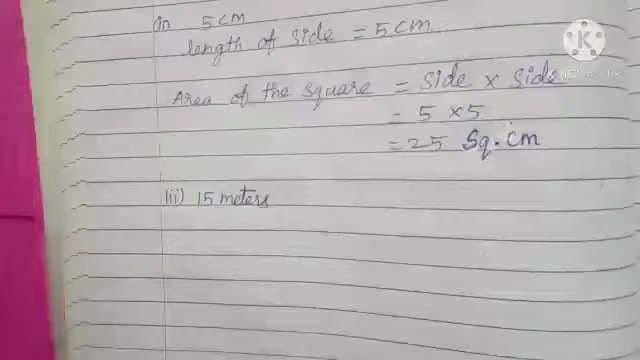 (ii) 5 cm
length of side = 5 cm
Area of the square = side × side
= 5 × 5
= 25 Sq. cm
(iii) 15 meters